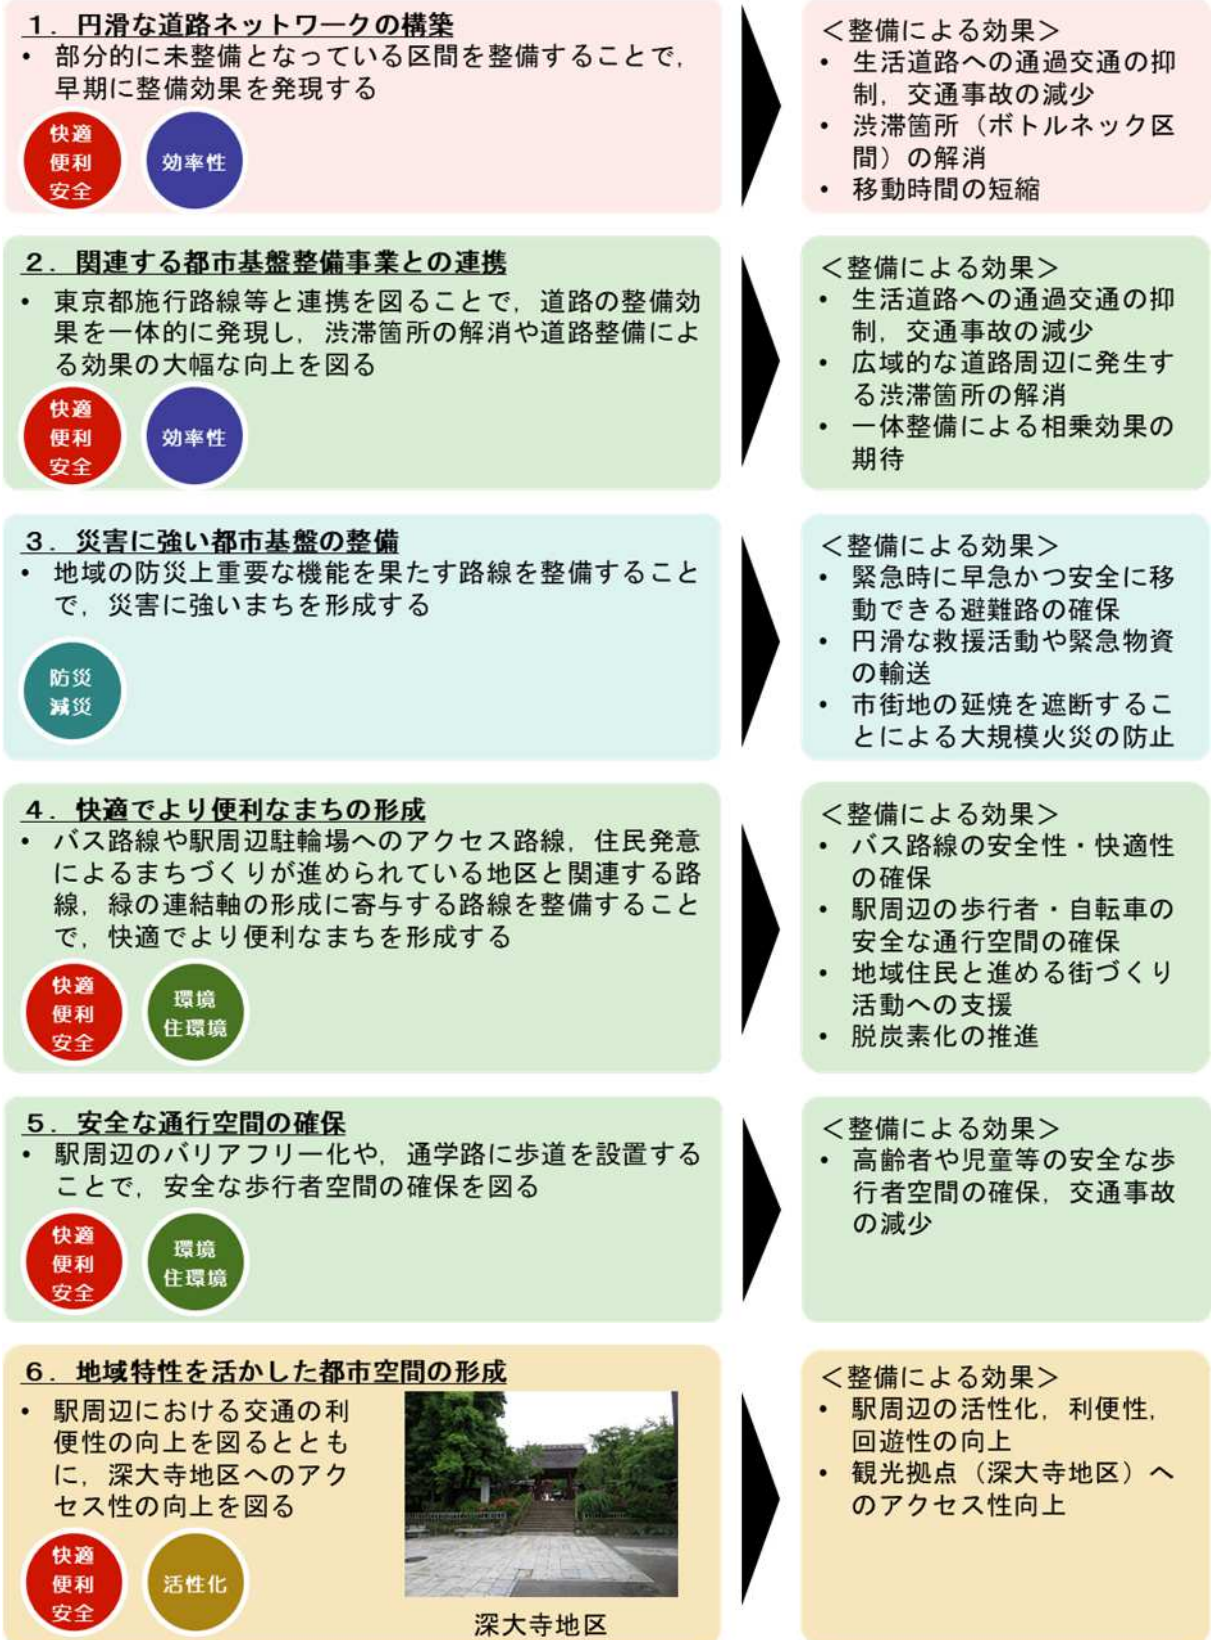 １．円滑な道路ネットワークの構築
• 部分的に未整備となっている区間を整備することで，
早期に整備効果を発現する
快適
便利
安全
効率性
＜整備による効果＞
• 生活道路への通過交通の抑
制，交通事故の減少
• 渋滞箇所（ボトルネック区
間）の解消
• 移動時間の短縮
２．関連する都市基盤整備事業との連携
• 東京都施行路線等と連携を図ることで，道路の整備効
果を一体的に発現し，渋滞箇所の解消や道路整備によ
る効果の大幅な向上を図る
快適
便利
安全
効率性
＜整備による効果＞
• 生活道路への通過交通の抑
制，交通事故の減少
• 広域的な道路周辺に発生す
る渋滞箇所の解消
• 一体整備による相乗効果の
期待
３．災害に強い都市基盤の整備
• 地域の防災上重要な機能を果たす路線を整備すること
で，災害に強いまちを形成する
防災
減災
＜整備による効果＞
• 緊急時に早急かつ安全に移
動できる避難路の確保
• 円滑な救援活動や緊急物資
の輸送
• 市街地の延焼を遮断するこ
とによる大規模火災の防止
４．快適でより便利なまちの形成
• バス路線や駅周辺駐輪場へのアクセス路線，住民発意
によるまちづくりが進められている地区と関連する路
線，緑の連結軸の形成に寄与する路線を整備すること
で，快適でより便利なまちを形成する
快適
便利
安全
環境
住環境
＜整備による効果＞
• バス路線の安全性・快適性
の確保
• 駅周辺の歩行者・自転車の
安全な通行空間の確保
• 地域住民と進める街づくり
活動への支援
• 脱炭素化の推進
５．安全な通行空間の確保
• 駅周辺のバリアフリー化や，通学路に歩道を設置する
ことで，安全な歩行者空間の確保を図る
快適
便利
安全
環境
住環境
＜整備による効果＞
• 高齢者や児童等の安全な歩
行者空間の確保，交通事故
の減少
６．地域特性を活かした都市空間の形成
• 駅周辺における交通の利
便性の向上を図るととも
に，深大寺地区へのアク
セス性の向上を図る
快適
便利
安全
活性化
深大寺地区
＜整備による効果＞
• 駅周辺の活性化，利便性，
回遊性の向上
• 観光拠点（深大寺地区）へ
のアクセス性向上